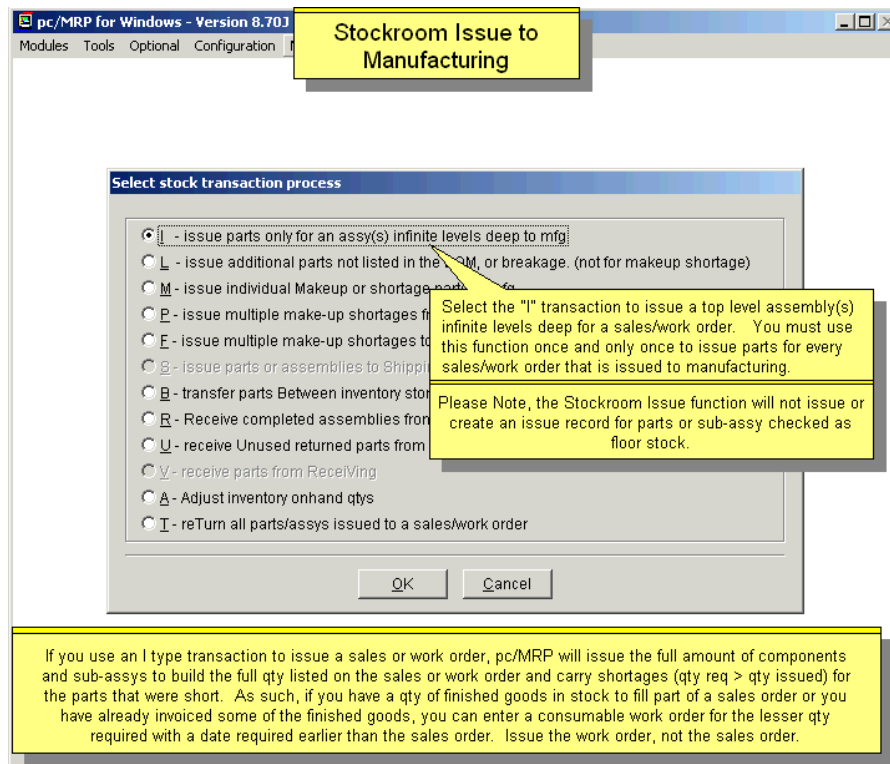 pc/MRP for Windows - Version 8.70J
Stockroom Issue to
Manufacturing
Modules Tools Optional Configuration
Select stock transaction process
I - issue parts only for an assy(s) infinite levels deep to mfg
L - issue additional parts not listed in the BOM, or breakage. (not for makeup shortage)
M - issue individual Makeup or shortage
P - issue multiple make-up shortages
F - issue multiple make-up shortages to
S - issue parts or assemblies to Shippin
B - transfer parts Between inventory
R - Receive completed assemblies from
U - receive Unused returned parts from
V - receive parts from ReceiVing
A - Adjust inventory onhand qtys
T - reTurn all parts/assys issued to a sales/work order
Select the "I" transaction to issue a top level assembly(s)
infinite levels deep for a sales/work order. You must use
this function once and only once to issue parts for every
sales/work order that is issued to manufacturing.
Please Note, the Stockroom Issue function will not issue or
create an issue record for parts or sub-assy checked as
floor stock.
OK Cancel
If you use an I type transaction to issue a sales or work order, pc/MRP will issue the full amount of components
and sub-assys to build the full qty listed on the sales or work order and carry shortages (qty req > qty issued) for
the parts that were short. As such, if you have a qty of finished goods in stock to fill part of a sales order or you
have already invoiced some of the finished goods, you can enter a consumable work order for the lesser qty
required with a date required earlier than the sales order. Issue the work order, not the sales order.